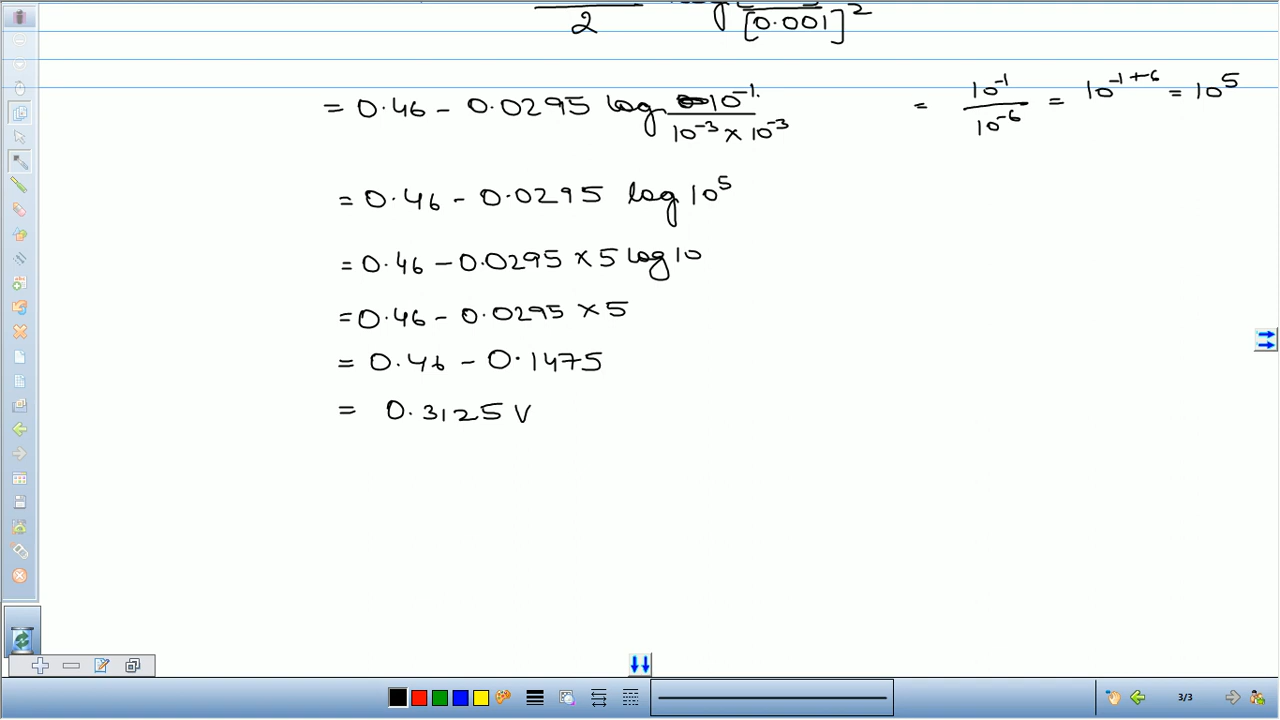 2 [0.001]²
= 0.46 - 0.0295 log 10⁻¹ / 10⁻³ × 10⁻³ = 10⁻¹ / 10⁻⁶ = 10⁻¹⁺⁶ = 10⁵
= 0.46 - 0.0295 log 10⁵
= 0.46 - 0.0295 × 5 log 10
= 0.46 - 0.0295 × 5
= 0.46 - 0.1475
= 0.3125 V
3/3